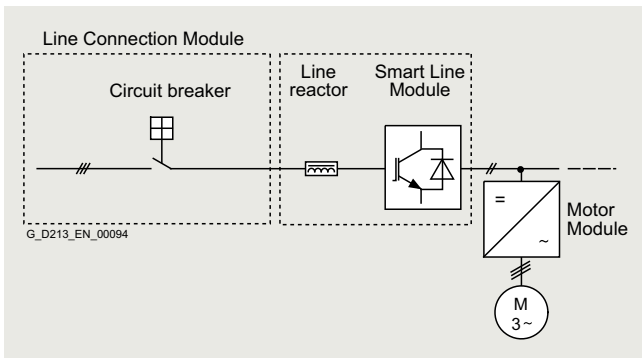 Line Connection Module
Circuit breaker
Line
reactor
Smart Line
Module
G_D213_EN_00094
=
~
Motor
Module
M
3~